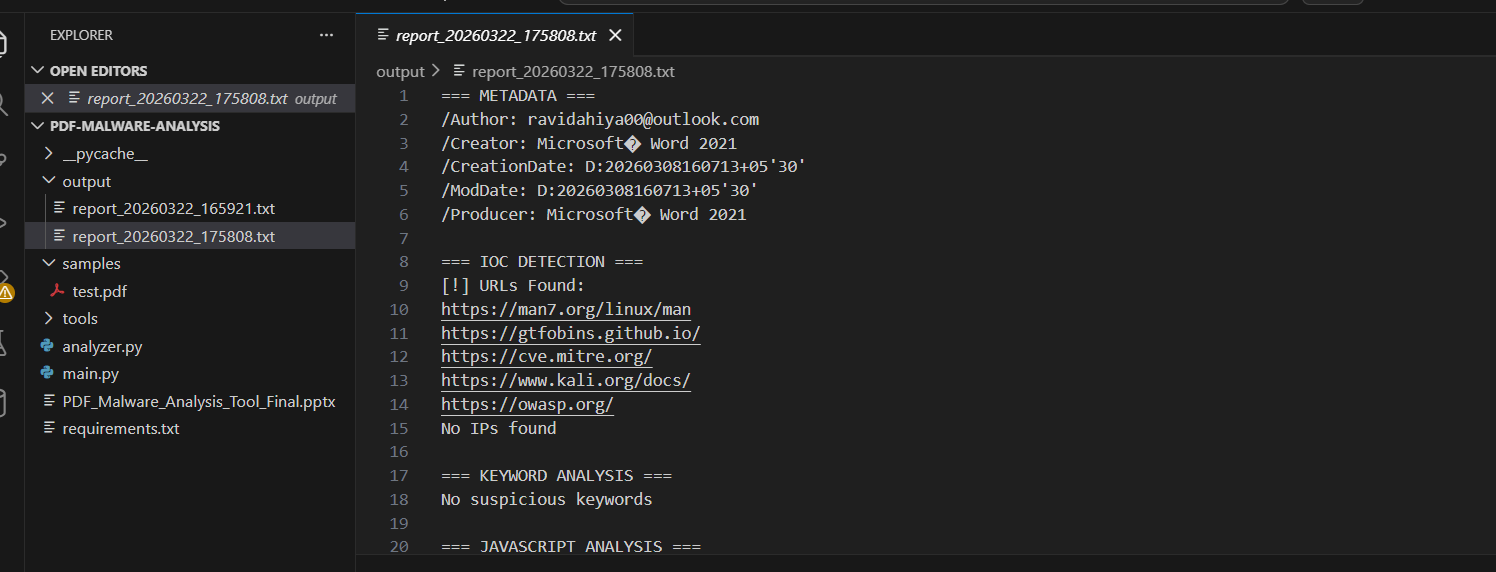 EXPLORER
...
OPEN EDITORS
report_20260322_175808.txt output
PDF-MALWARE-ANALYSIS
__pycache__
output
report_20260322_165921.txt
report_20260322_175808.txt
samples
test.pdf
tools
analyzer.py
main.py
PDF_Malware_Analysis_Tool_Final.pptx
requirements.txt
report_20260322_175808.txt
output > report_20260322_175808.txt
1 === METADATA ===
2 /Author: ravidahiya00@outlook.com
3 /Creator: Microsoft� Word 2021
4 /CreationDate: D:20260308160713+05'30'
5 /ModDate: D:20260308160713+05'30'
6 /Producer: Microsoft� Word 2021
7
8 === IOC DETECTION ===
9 [!] URLs Found:
10 https://man7.org/linux/man
11 https://gtfobins.github.io/
12 https://cve.mitre.org/
13 https://www.kali.org/docs/
14 https://owasp.org/
15 No IPs found
16
17 === KEYWORD ANALYSIS ===
18 No suspicious keywords
19
20 === JAVASCRIPT ANALYSIS ===